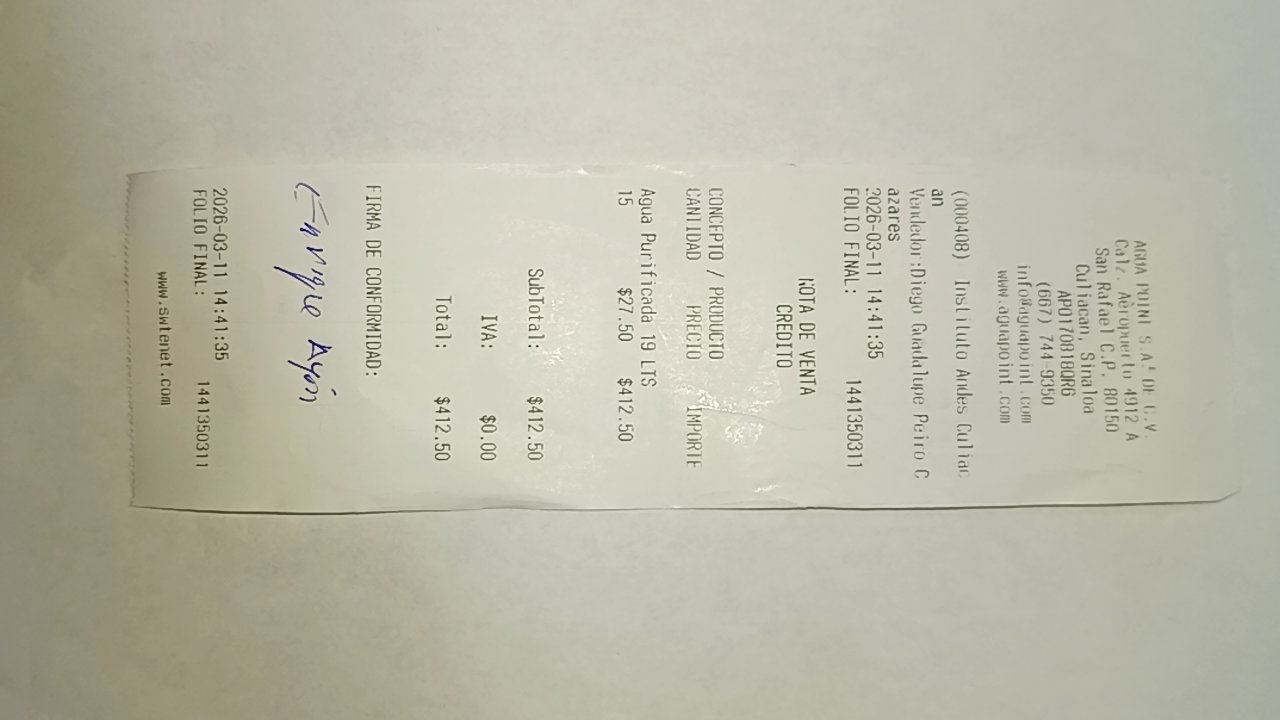 AGUA POINT S.A. DE C.V.
Calz. Aeropuerto 4912 A
San Rafael C.P. 80150
Culiacan, Sinaloa
APO170818QR6
(667) 744-9350
info@aguapoint.com
www.aguapoint.com
(000408) Instituto Andes Culiac
an
Vendedor:Diego Guadalupe Peiro C
azares
2026-03-11 14:41:35
FOLIO FINAL: 1441350311
NOTA DE VENTA
CREDITO
CONCEPTO / PRODUCTO
CANTIDAD PRECIO IMPORTE
Agua Purificada 19 LTS
15 $27.50 $412.50
SubTotal: $412.50
IVA: $0.00
Total: $412.50
FIRMA DE CONFORMIDAD:
Enrique Ayón
2026-03-11 14:41:35
FOLIO FINAL: 1441350311
www.swtenet.com